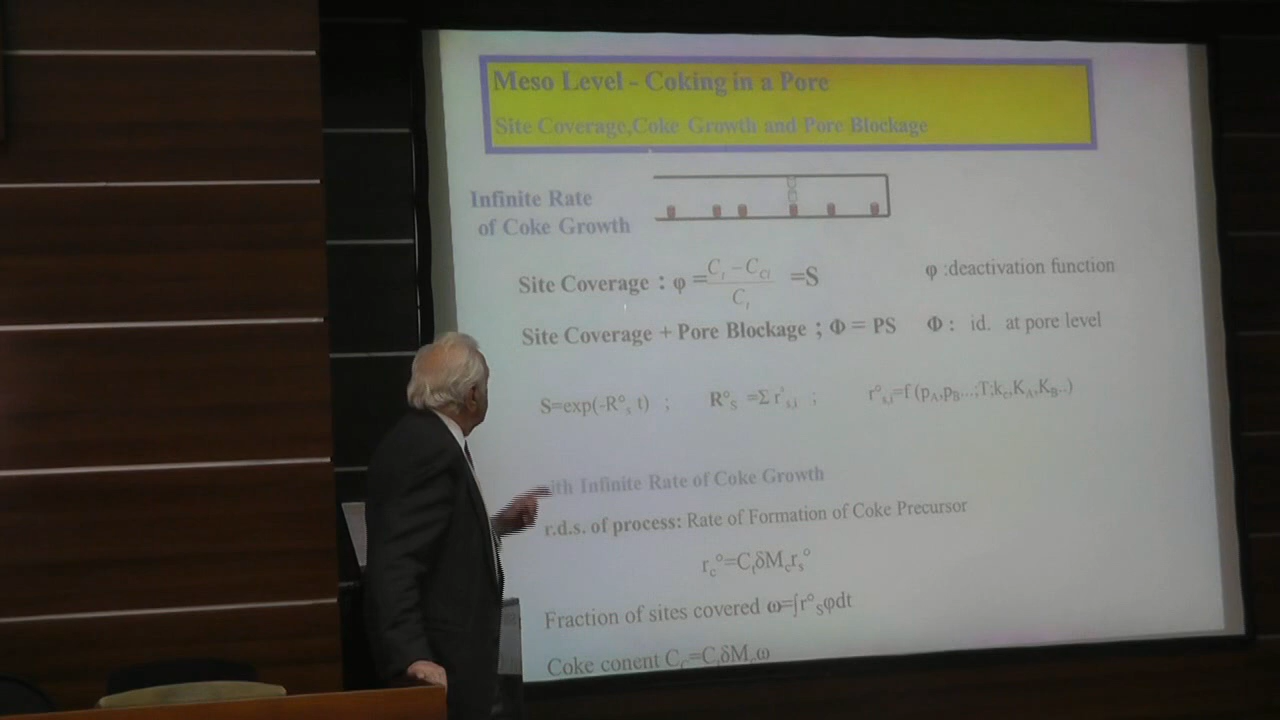 Meso Level - Coking in a Pore
Site Coverage,Coke Growth and Pore Blockage
Infinite Rate
of Coke Growth
Site Coverage : φ = (C_t − C_Cl)/C_t =S
φ :deactivation function
Site Coverage + Pore Blockage ; Φ = PS Φ : id. at pore level
S=exp(-R°_s t) ; R°_S =Σ r°_s,i ; r°_s,i=f (p_A,p_B...;T;k_c,K_A,K_B..)
ith Infinite Rate of Coke Growth
r.d.s. of process: Rate of Formation of Coke Precursor
r_c°=C_tδM_cr_s°
Fraction of sites covered ω=∫r°_Sφdt
Coke conent C_C=C_tδM_cω